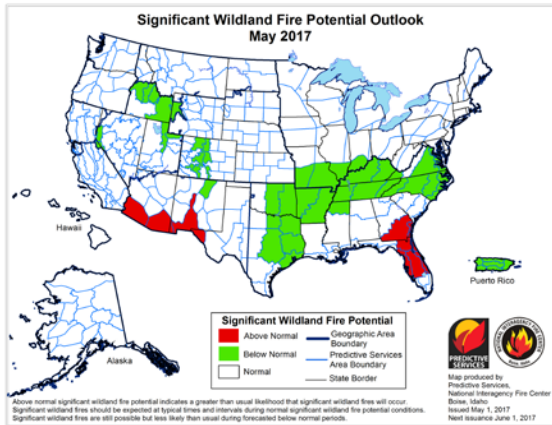 Significant Wildland Fire Potential Outlook
May 2017
Hawaii
Puerto Rico
Alaska
Significant Wildland Fire Potential
Above Normal
Below Normal
Normal
Geographic Area
Boundary
Predictive Services
Area Boundary
State Border
PREDICTIVE
SERVICES
NATIONAL INTERAGENCY FIRE CENTER
Map produced by
Predictive Services,
National Interagency Fire Center
Boise, Idaho
Issued May 1, 2017
Next issuance June 1, 2017
Above normal significant wildland fire potential indicates a greater than usual likelihood that significant wildland fires will occur.
Significant wildland fires should be expected at typical times and intervals during normal significant wildland fire potential conditions.
Significant wildland fires are still possible but less likely than usual during forecasted below normal periods.